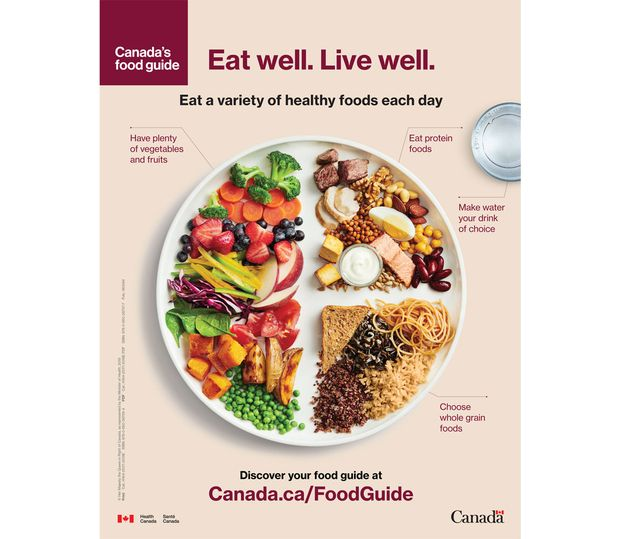 Canada's
food guide
Eat well. Live well.
Eat a variety of healthy foods each day
Have plenty
of vegetables
and fruits
Eat protein
foods
Make water
your drink
of choice
Choose
whole grain
foods
Discover your food guide at
Canada.ca/FoodGuide
Health
Canada
Santé
Canada
Canada